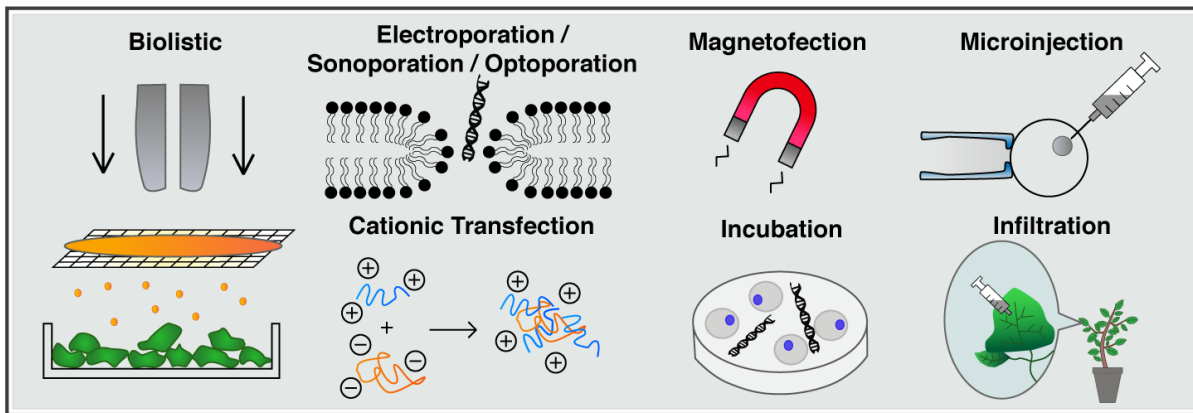 Biolistic
Electroporation /
Sonoporation / Optoporation
Magnetofection
Microinjection
Cationic Transfection
Incubation
Infiltration
+
+
+
+
−
−
−
+
+
+
+